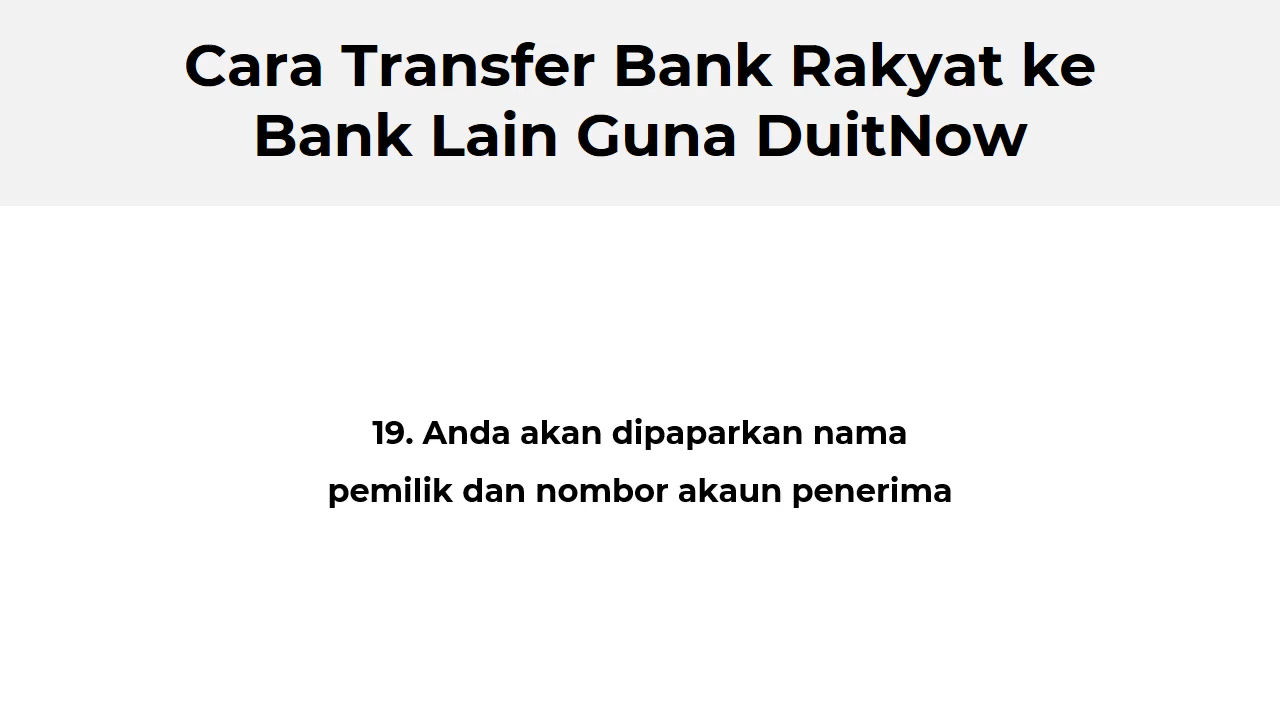 Cara Transfer Bank Rakyat ke
Bank Lain Guna DuitNow
19. Anda akan dipaparkan nama
pemilik dan nombor akaun penerima